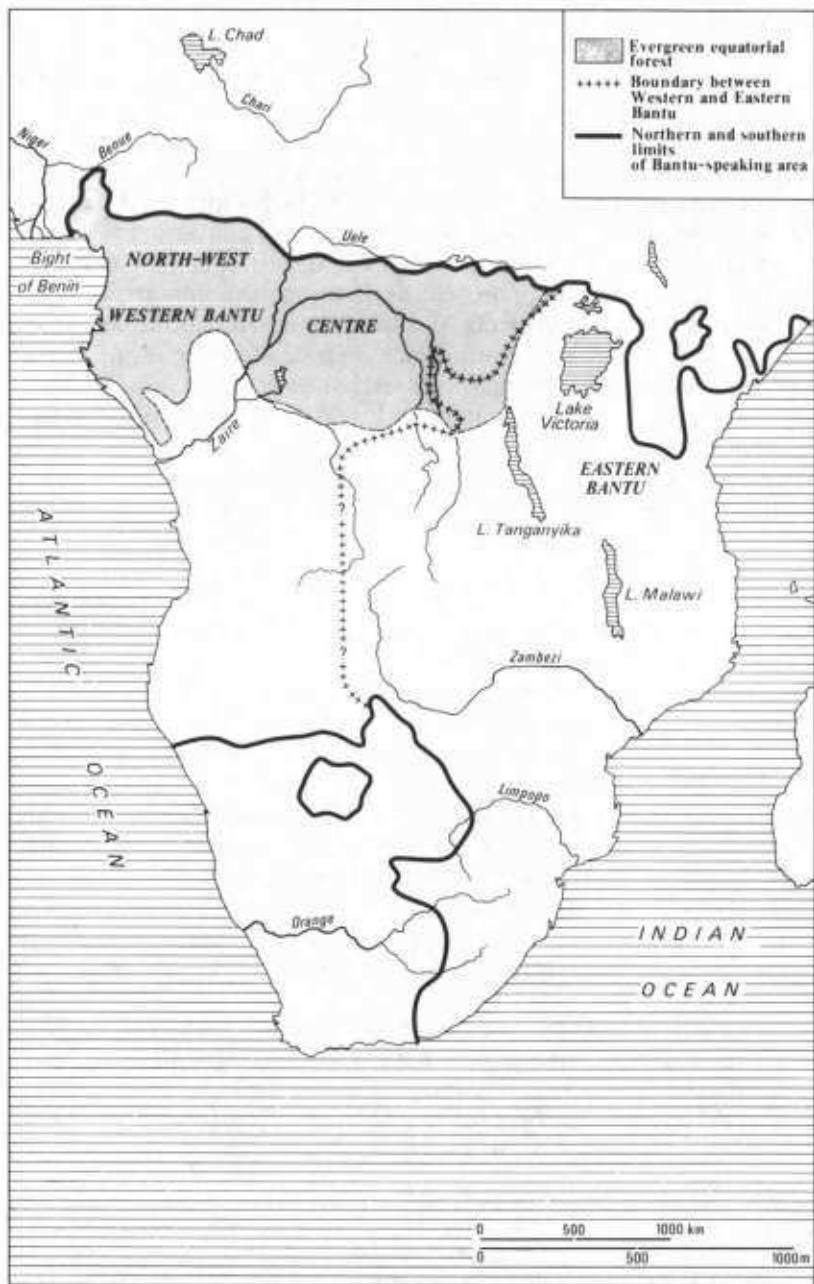 L. Chad
Chari
Niger
Benue
Evergreen equatorial
forest
Boundary between
Western and Eastern
Bantu
Northern and southern
limits
of Bantu-speaking area
Uele
Bight
of Benin
NORTH-WEST
WESTERN BANTU
CENTRE
Lake
Victoria
Zaire
EASTERN
BANTU
?
L. Tanganyika
L. Malawi
?
Zambezi
ATLANTIC
OCEAN
Limpopo
Orange
INDIAN
OCEAN
0 500 1000 km
0 500 1000m